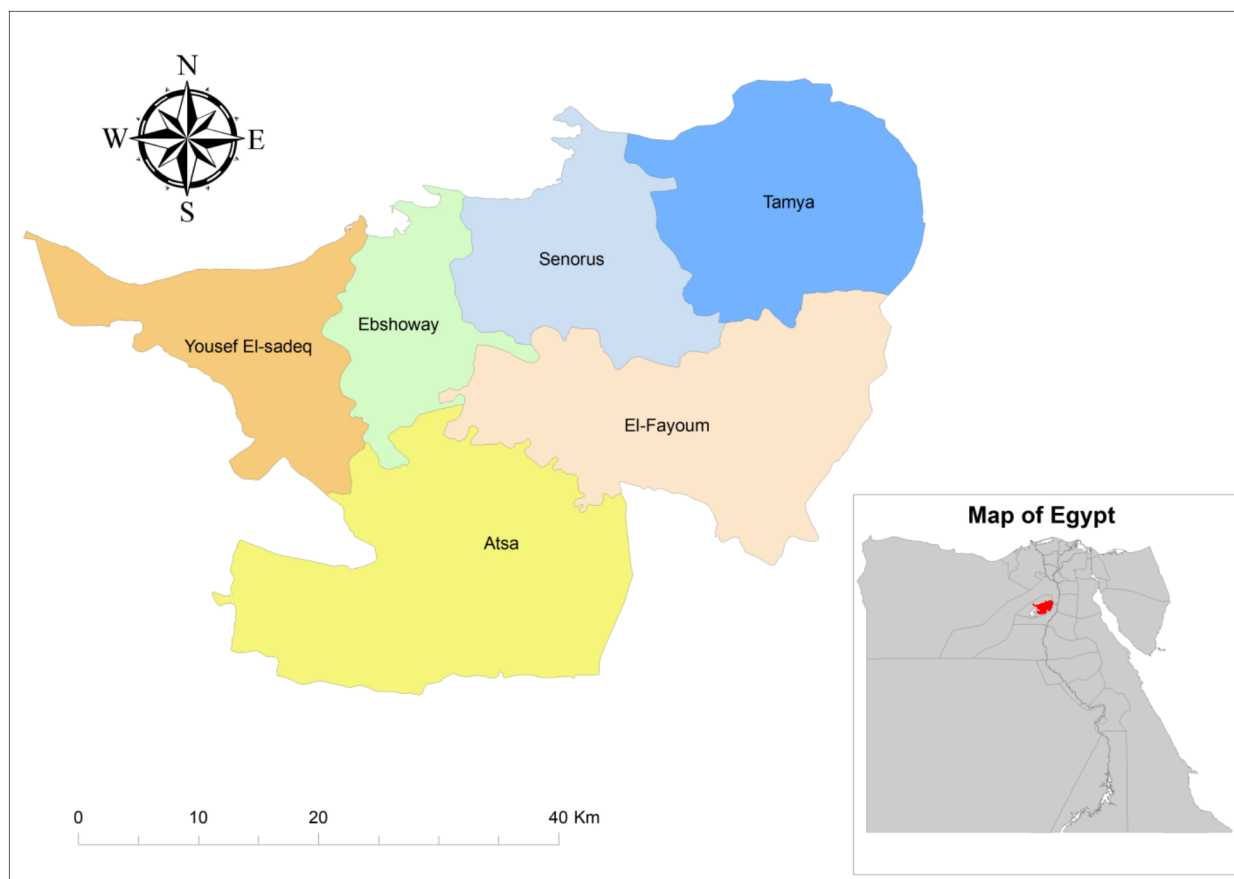 N
W E
S
Tamya
Senorus
Ebshoway
Yousef El-sadeq
El-Fayoum
Atsa
Map of Egypt
0 10 20 40 Km